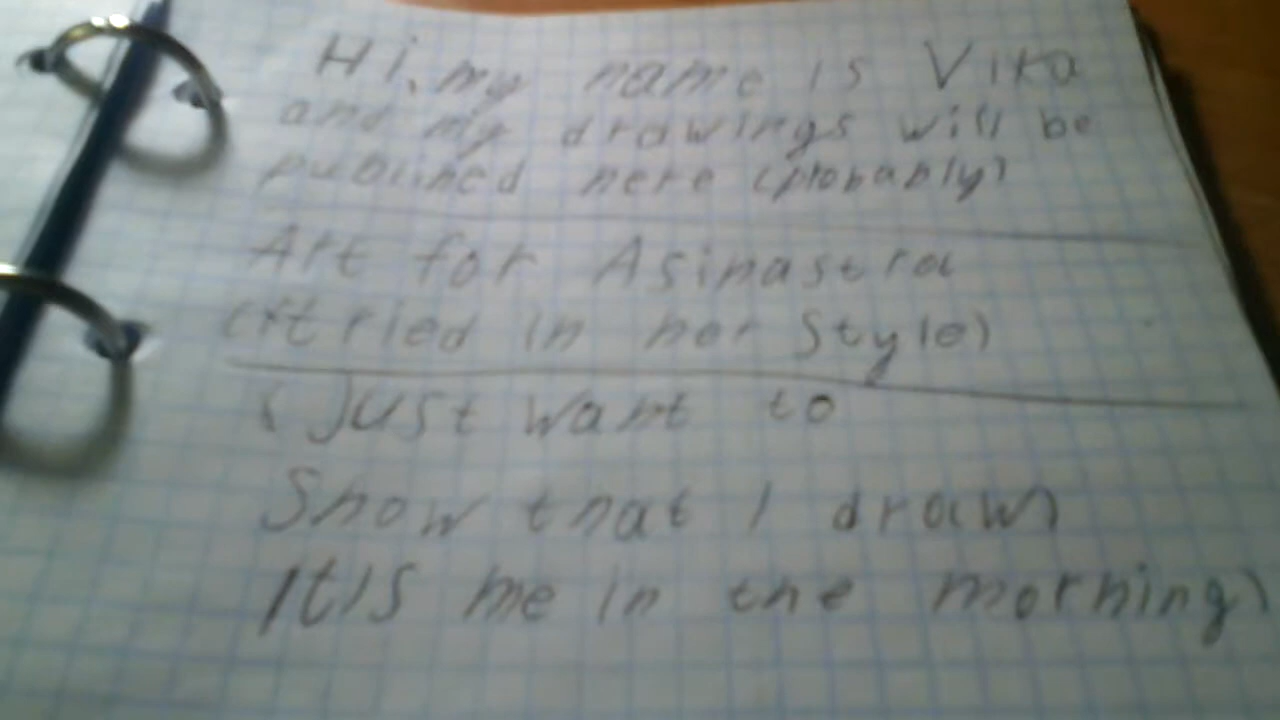 Hi, my name is Vika
and my drawings will be
publihed here (probably)
Art for Asinastra
tried in her style)
(Just want to
Show that I draw)
It is me in the morning)